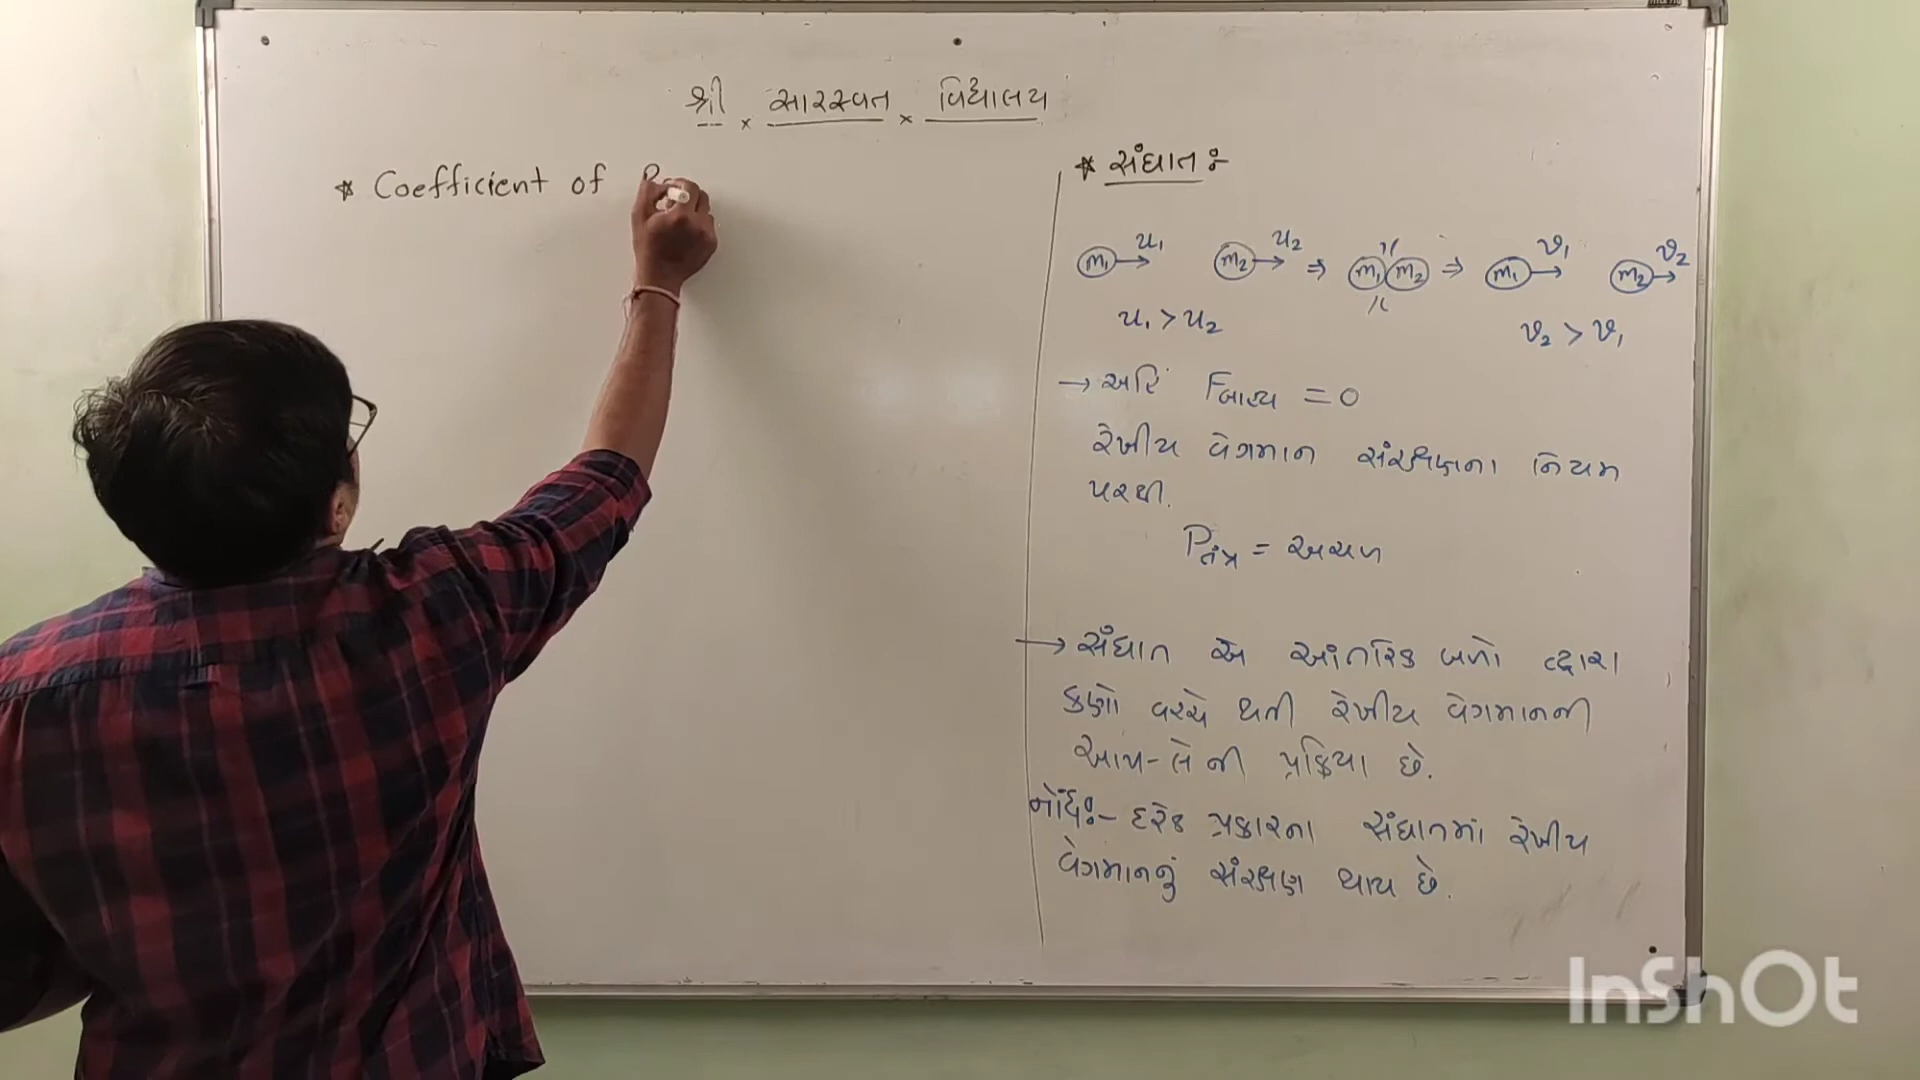 શ્રી × સારસ્વત × વિદ્યાલય
* Coefficient of
* સંઘાત :-
m₁ → u₁ m₂ → u₂ ⇒ m₁ m₂ ⇒ m₁ → v₁ m₂ → v₂
u₁ > u₂ v₂ > v₁
→ F બાહ્ય = 0
રેખીય વેગમાન સંરક્ષણના નિયમ
પરથી.
P તંત્ર = અચળ
→ સંઘાત એ આંતરિક બળો દ્વારા
કણો વચ્ચે થતી રેખીય વેગમાનની
આપ-લે ની પ્રક્રિયા છે.
નોંધ:- દરેક પ્રકારના સંઘાતમાં રેખીય
વેગમાનનું સંરક્ષણ થાય છે.
InShOt